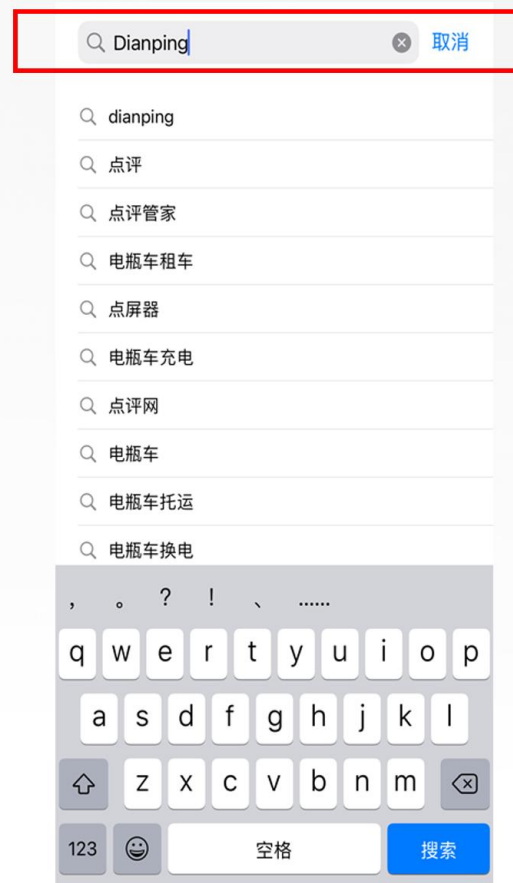 Dianping 取消
dianping
点评
点评管家
电瓶车租车
点屏器
电瓶车充电
点评网
电瓶车
电瓶车托运
电瓶车换电
， 。 ？ ！ 、 ……
q w e r t y u i o p
a s d f g h j k l
z x c v b n m
123 空格 搜索